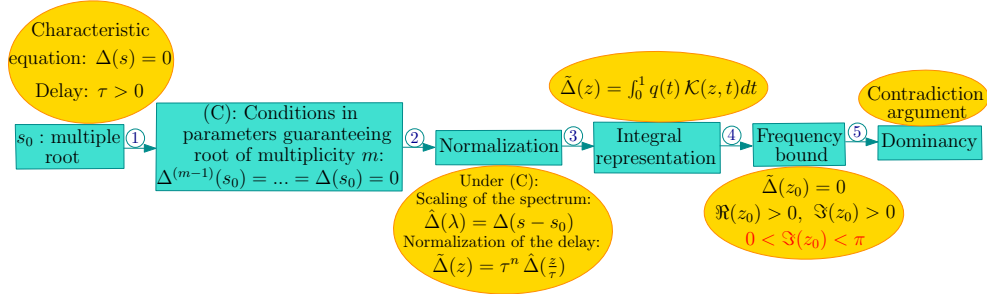 Characteristic
equation: Δ(s) = 0
Delay: τ > 0
s₀ : multiple
root
1
(C): Conditions in
parameters guaranteeing
root of multiplicity m:
Δ⁽ᵐ⁻¹⁾(s₀) = ... = Δ(s₀) = 0
2
Normalization
Under (C):
Scaling of the spectrum:
Δ̂(λ) = Δ(s − s₀)
Normalization of the delay:
Δ̃(z) = τⁿ Δ̂(z/τ)
3
Δ̃(z) = ∫₀¹ q(t) 𝒦(z, t)dt
Integral
representation
4
Frequency
bound
Δ̃(z₀) = 0
ℜ(z₀) > 0, ℑ(z₀) > 0
0 < ℑ(z₀) < π
5
Contradiction
argument
Dominancy